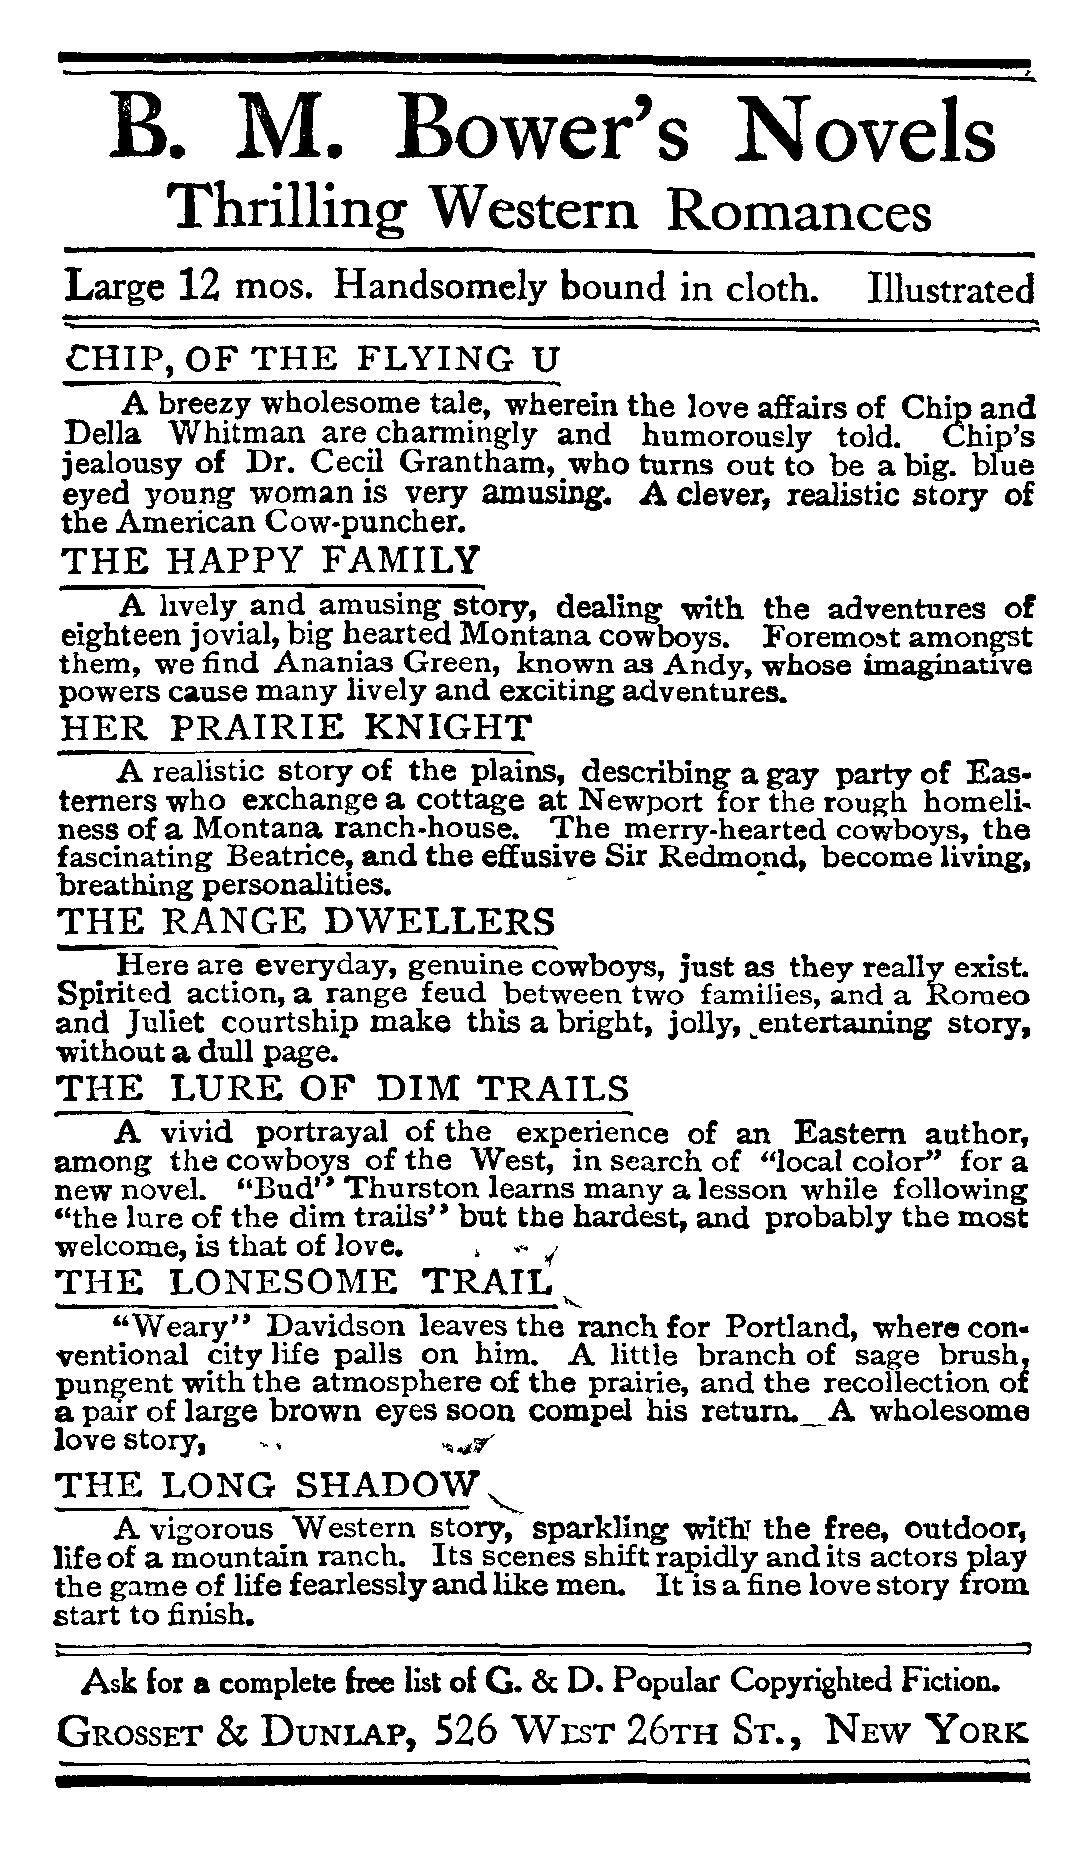 B. M. Bower's Novels
Thrilling Western Romances
Large 12 mos. Handsomely bound in cloth. Illustrated
CHIP, OF THE FLYING U
A breezy wholesome tale, wherein the love affairs of Chip and
Della Whitman are charmingly and humorously told. Chip's
jealousy of Dr. Cecil Grantham, who turns out to be a big. blue
eyed young woman is very amusing. A clever, realistic story of
the American Cow-puncher.
THE HAPPY FAMILY
A lively and amusing story, dealing with the adventures of
eighteen jovial, big hearted Montana cowboys. Foremost amongst
them, we find Ananias Green, known as Andy, whose imaginative
powers cause many lively and exciting adventures.
HER PRAIRIE KNIGHT
A realistic story of the plains, describing a gay party of Eas-
terners who exchange a cottage at Newport for the rough homeli-
ness of a Montana ranch-house. The merry-hearted cowboys, the
fascinating Beatrice, and the effusive Sir Redmond, become living,
breathing personalities.
THE RANGE DWELLERS
Here are everyday, genuine cowboys, just as they really exist.
Spirited action, a range feud between two families, and a Romeo
and Juliet courtship make this a bright, jolly, entertaining story,
without a dull page.
THE LURE OF DIM TRAILS
A vivid portrayal of the experience of an Eastern author,
among the cowboys of the West, in search of "local color" for a
new novel. "Bud" Thurston learns many a lesson while following
"the lure of the dim trails" but the hardest, and probably the most
welcome, is that of love.
THE LONESOME TRAIL
"Weary" Davidson leaves the ranch for Portland, where con-
ventional city life palls on him. A little branch of sage brush,
pungent with the atmosphere of the prairie, and the recollection of
a pair of large brown eyes soon compel his return. A wholesome
love story,
THE LONG SHADOW
A vigorous Western story, sparkling with the free, outdoor,
life of a mountain ranch. Its scenes shift rapidly and its actors play
the game of life fearlessly and like men. It is a fine love story from
start to finish.
Ask for a complete free list of G. & D. Popular Copyrighted Fiction.
GROSSET & DUNLAP, 526 WEST 26TH ST., NEW YORK